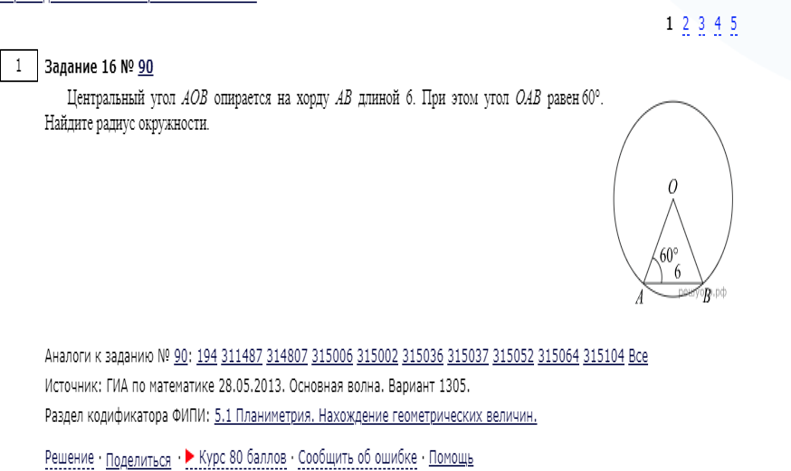 1 2 3 4 5
1
Задание 16 № 90
Центральный угол AOB опирается на хорду AB длиной 6. При этом угол OAB равен 60°.
Найдите радиус окружности.
O
60°
6
A
B
Аналоги к заданию № 90: 194 311487 314807 315006 315002 315036 315037 315052 315064 315104 Все
Источник: ГИА по математике 28.05.2013. Основная волна. Вариант 1305.
Раздел кодификатора ФИПИ: 5.1 Планиметрия. Нахождение геометрических величин.
Решение · Поделиться · Курс 80 баллов · Сообщить об ошибке · Помощь